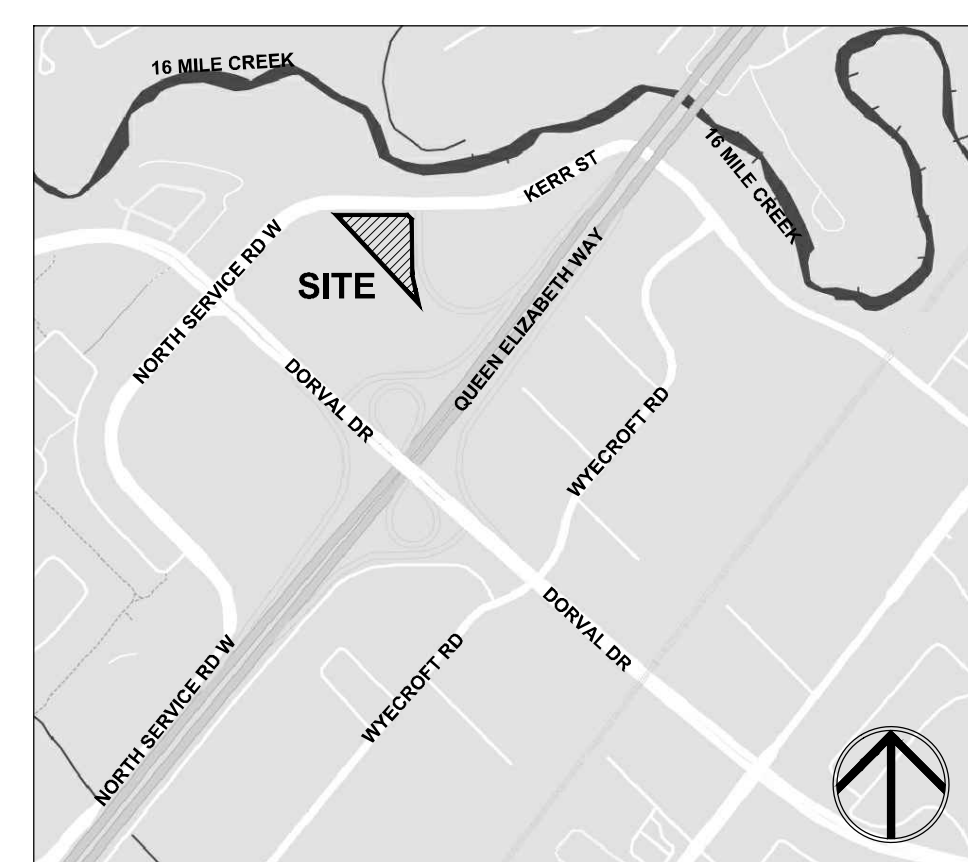 16 MILE CREEK
KERR ST
16 MILE CREEK
NORTH SERVICE RD W
SITE
QUEEN ELIZABETH WAY
DORVAL DR
WYECROFT RD
DORVAL DR
WYECROFT RD
NORTH SERVICE RD W